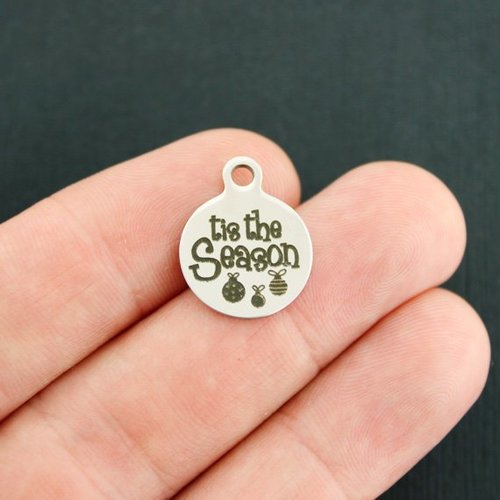 tis the
Season